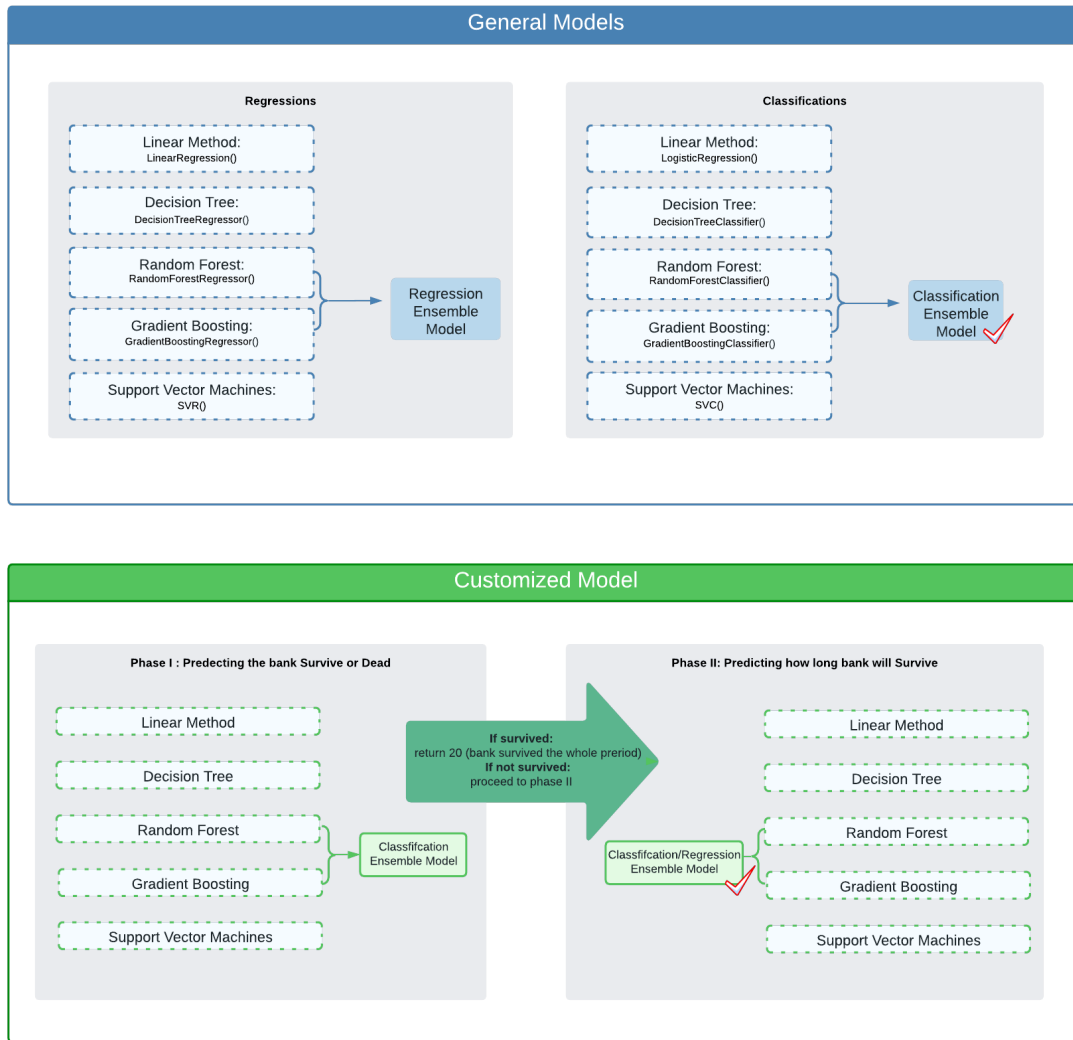 General Models
Regressions
Linear Method:
LinearRegression()
Decision Tree:
DecisionTreeRegressor()
Random Forest:
RandomForestRegressor()
Gradient Boosting:
GradientBoostingRegressor()
Support Vector Machines:
SVR()
Regression
Ensemble
Model
Classifications
Linear Method:
LogisticRegression()
Decision Tree:
DecisionTreeClassifier()
Random Forest:
RandomForestClassifier()
Gradient Boosting:
GradientBoostingClassifier()
Support Vector Machines:
SVC()
Classification
Ensemble
Model
Customized Model
Phase I : Predecting the bank Survive or Dead
Linear Method
Decision Tree
Random Forest
Gradient Boosting
Support Vector Machines
Classfifcation
Ensemble Model
If survived:
return 20 (bank survived the whole preriod)
If not survived:
proceed to phase II
Phase II: Predicting how long bank will Survive
Classfifcation/Regression
Ensemble Model
Linear Method
Decision Tree
Random Forest
Gradient Boosting
Support Vector Machines